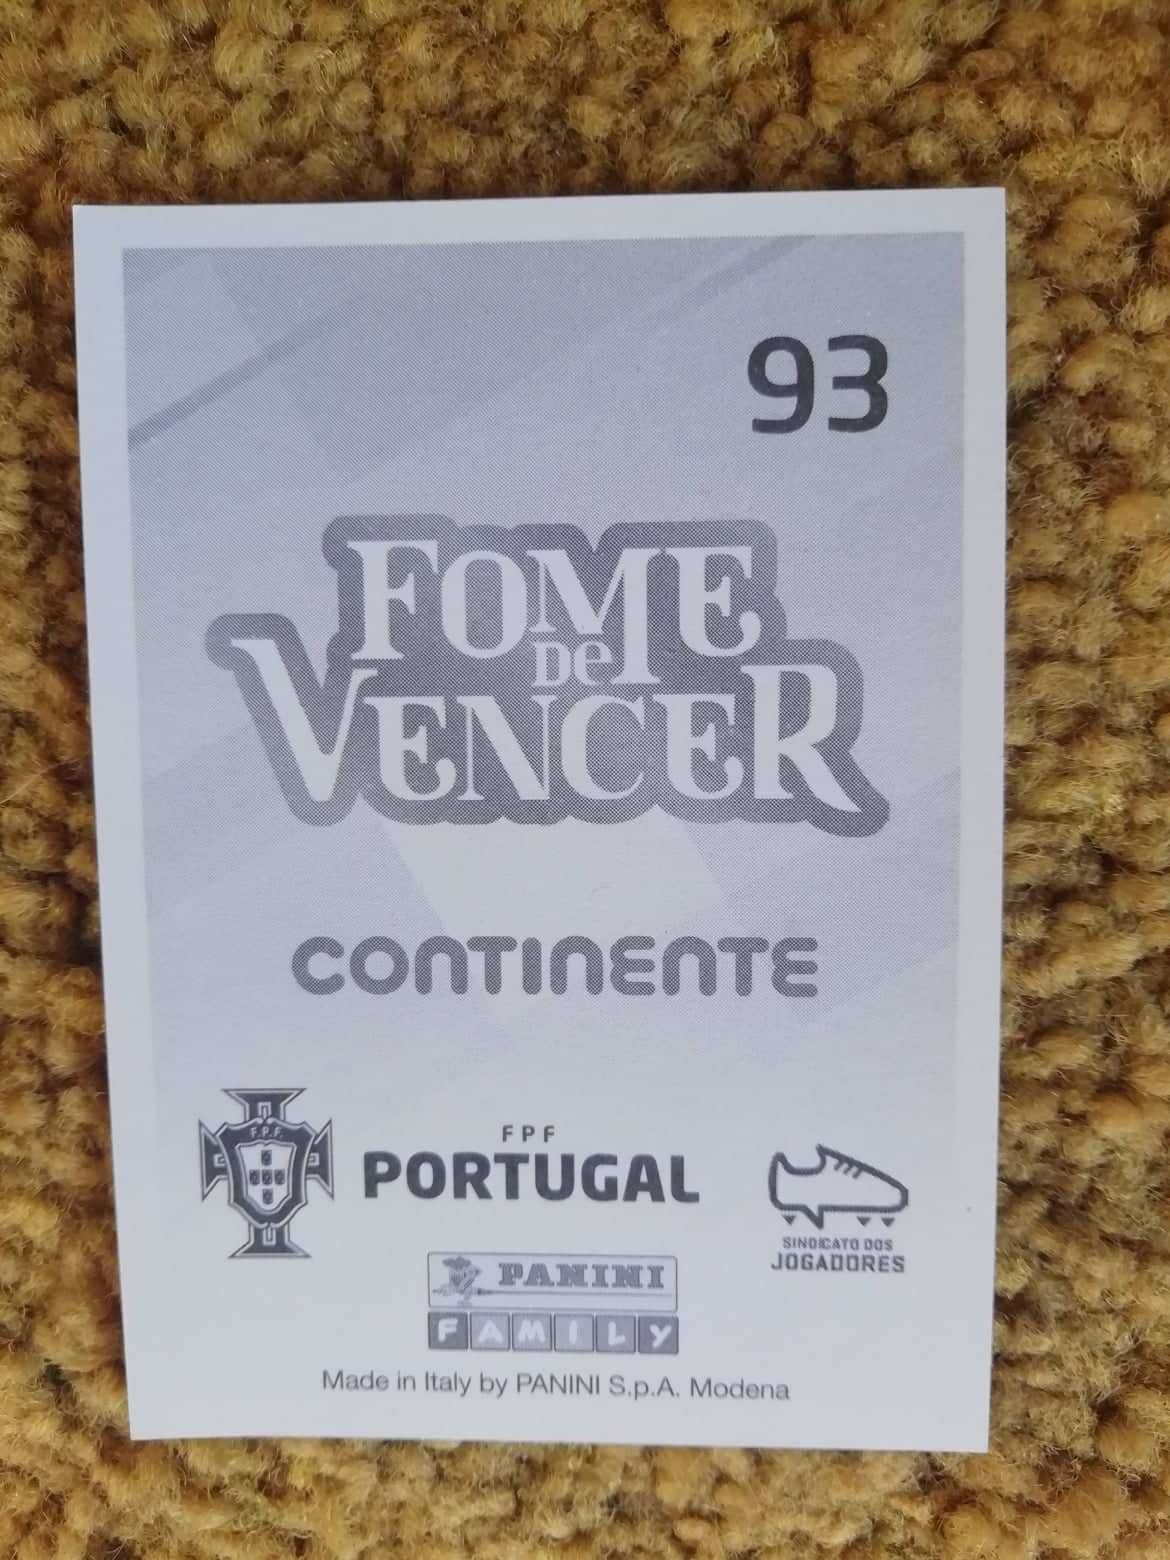 93
FOME
De
VENCER
CONTINENTE
F.P.F.
FPF
PORTUGAL
SINDICATO DOS
JOGADORES
PANINI
FAMILY
Made in Italy by PANINI S.p.A. Modena